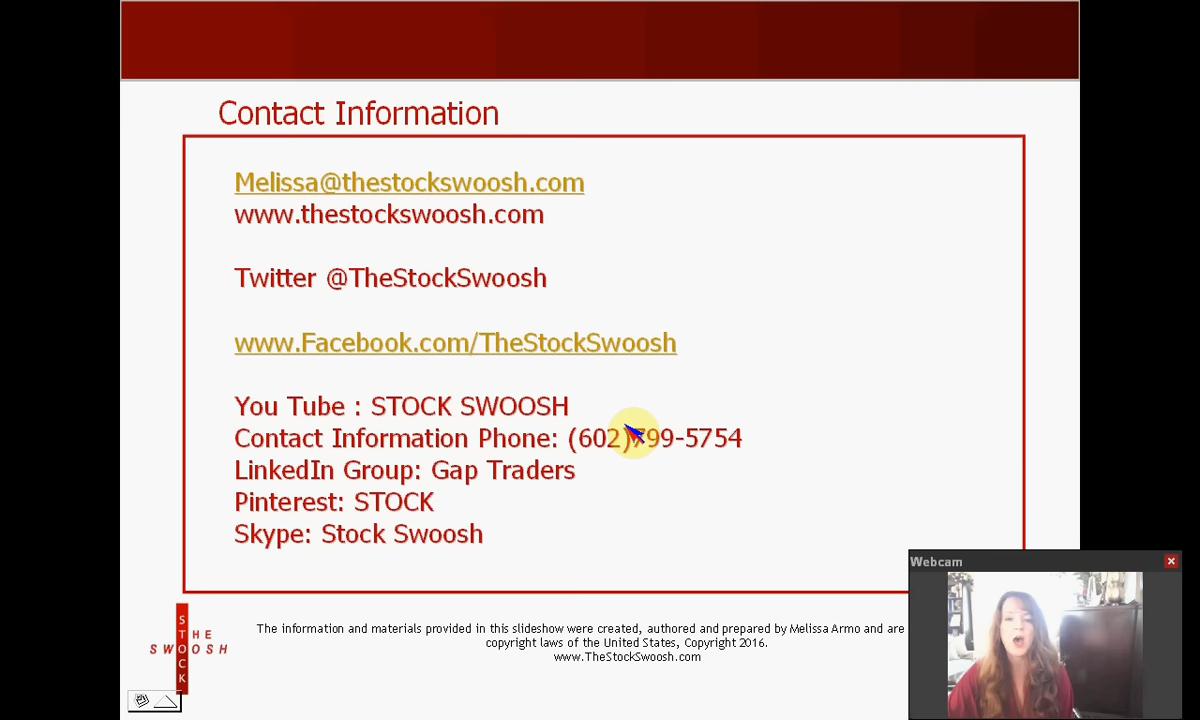 Contact Information
Melissa@thestockswoosh.com
www.thestockswoosh.com
Twitter @TheStockSwoosh
www.Facebook.com/TheStockSwoosh
You Tube : STOCK SWOOSH
Contact Information Phone: (602)799-5754
LinkedIn Group: Gap Traders
Pinterest: STOCK
Skype: Stock Swoosh
Webcam
THE
STOCK
SWOOSH
The information and materials provided in this slideshow were created, authored and prepared by Melissa Armo and are
copyright laws of the United States, Copyright 2016.
www.TheStockSwoosh.com